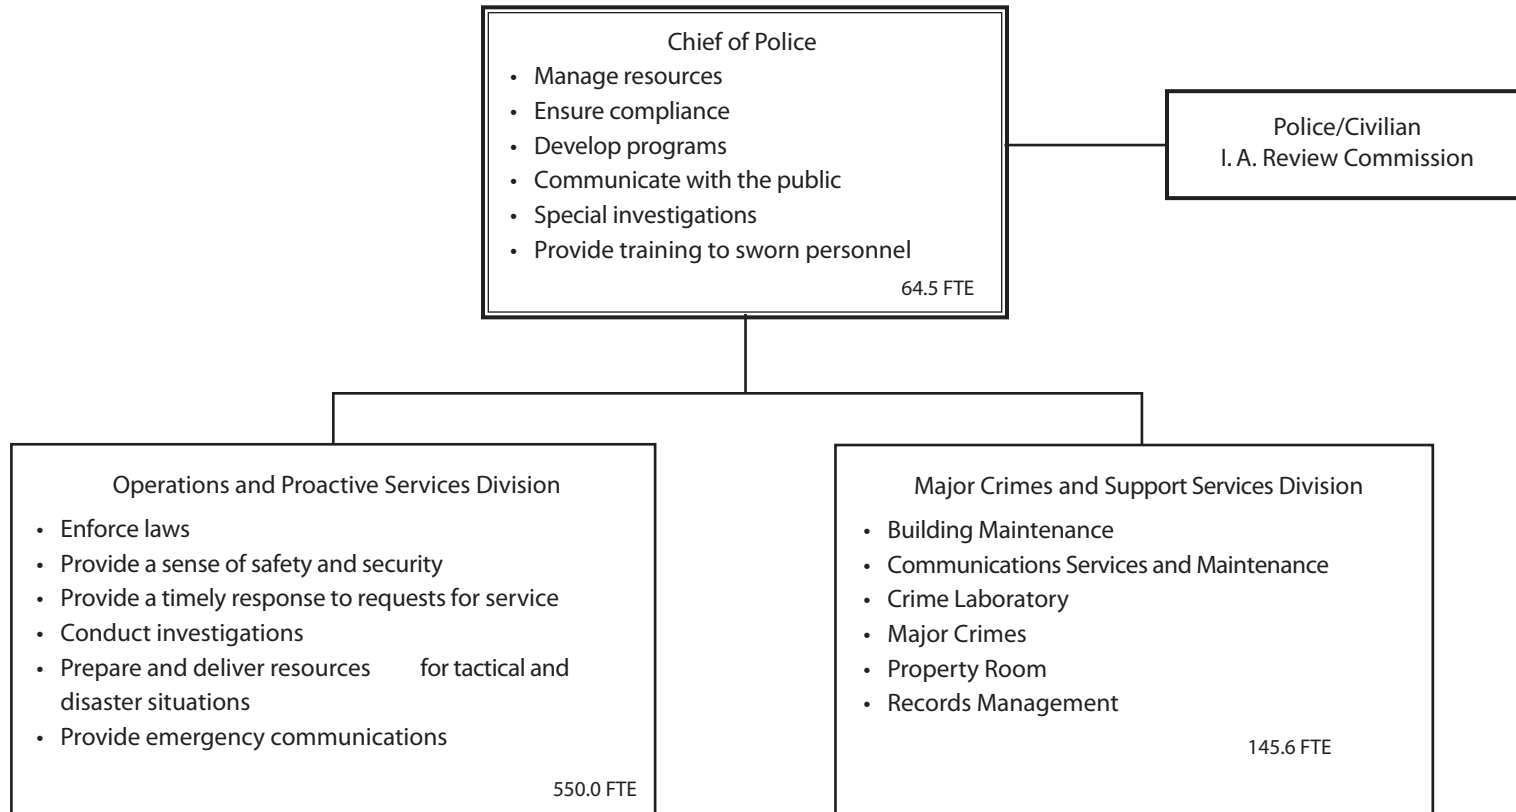 Chief of Police
• Manage resources
• Ensure compliance
• Develop programs
• Communicate with the public
• Special investigations
• Provide training to sworn personnel
64.5 FTE
Police/Civilian
I. A. Review Commission
Operations and Proactive Services Division
• Enforce laws
• Provide a sense of safety and security
• Provide a timely response to requests for service
• Conduct investigations
• Prepare and deliver resources for tactical and
disaster situations
• Provide emergency communications
550.0 FTE
Major Crimes and Support Services Division
• Building Maintenance
• Communications Services and Maintenance
• Crime Laboratory
• Major Crimes
• Property Room
• Records Management
145.6 FTE